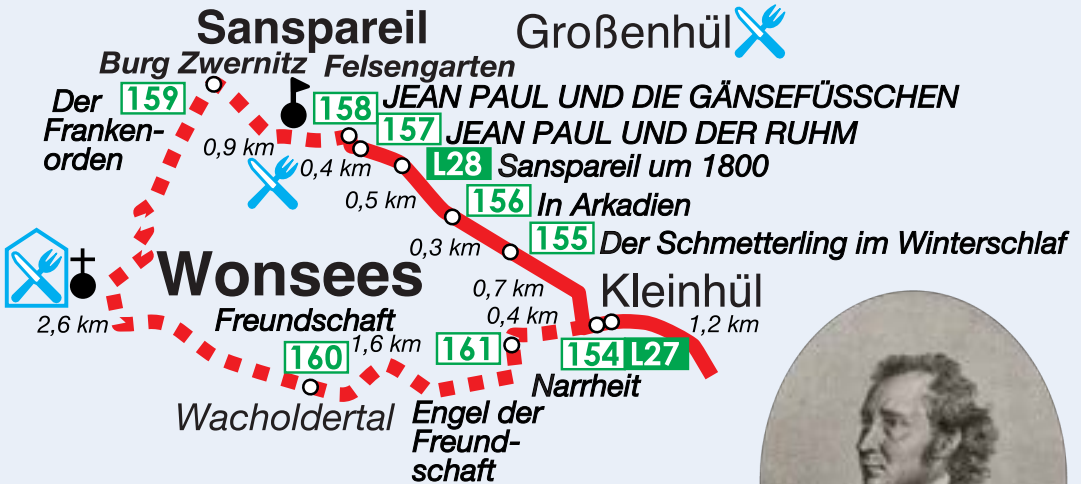 Sanspareil
Großenhül
Burg Zwernitz Felsengarten
Der
Franken-
orden
159
158 JEAN PAUL UND DIE GÄNSEFÜSSCHEN
157 JEAN PAUL UND DER RUHM
0,9 km
0,4 km
L28 Sanspareil um 1800
0,5 km
156 In Arkadien
0,3 km
155 Der Schmetterling im Winterschlaf
Wonsees
0,7 km
Kleinhül
2,6 km
Freundschaft
0,4 km
1,2 km
160
1,6 km
161
154 L27
Narrheit
Wacholdertal
Engel der
Freund-
schaft